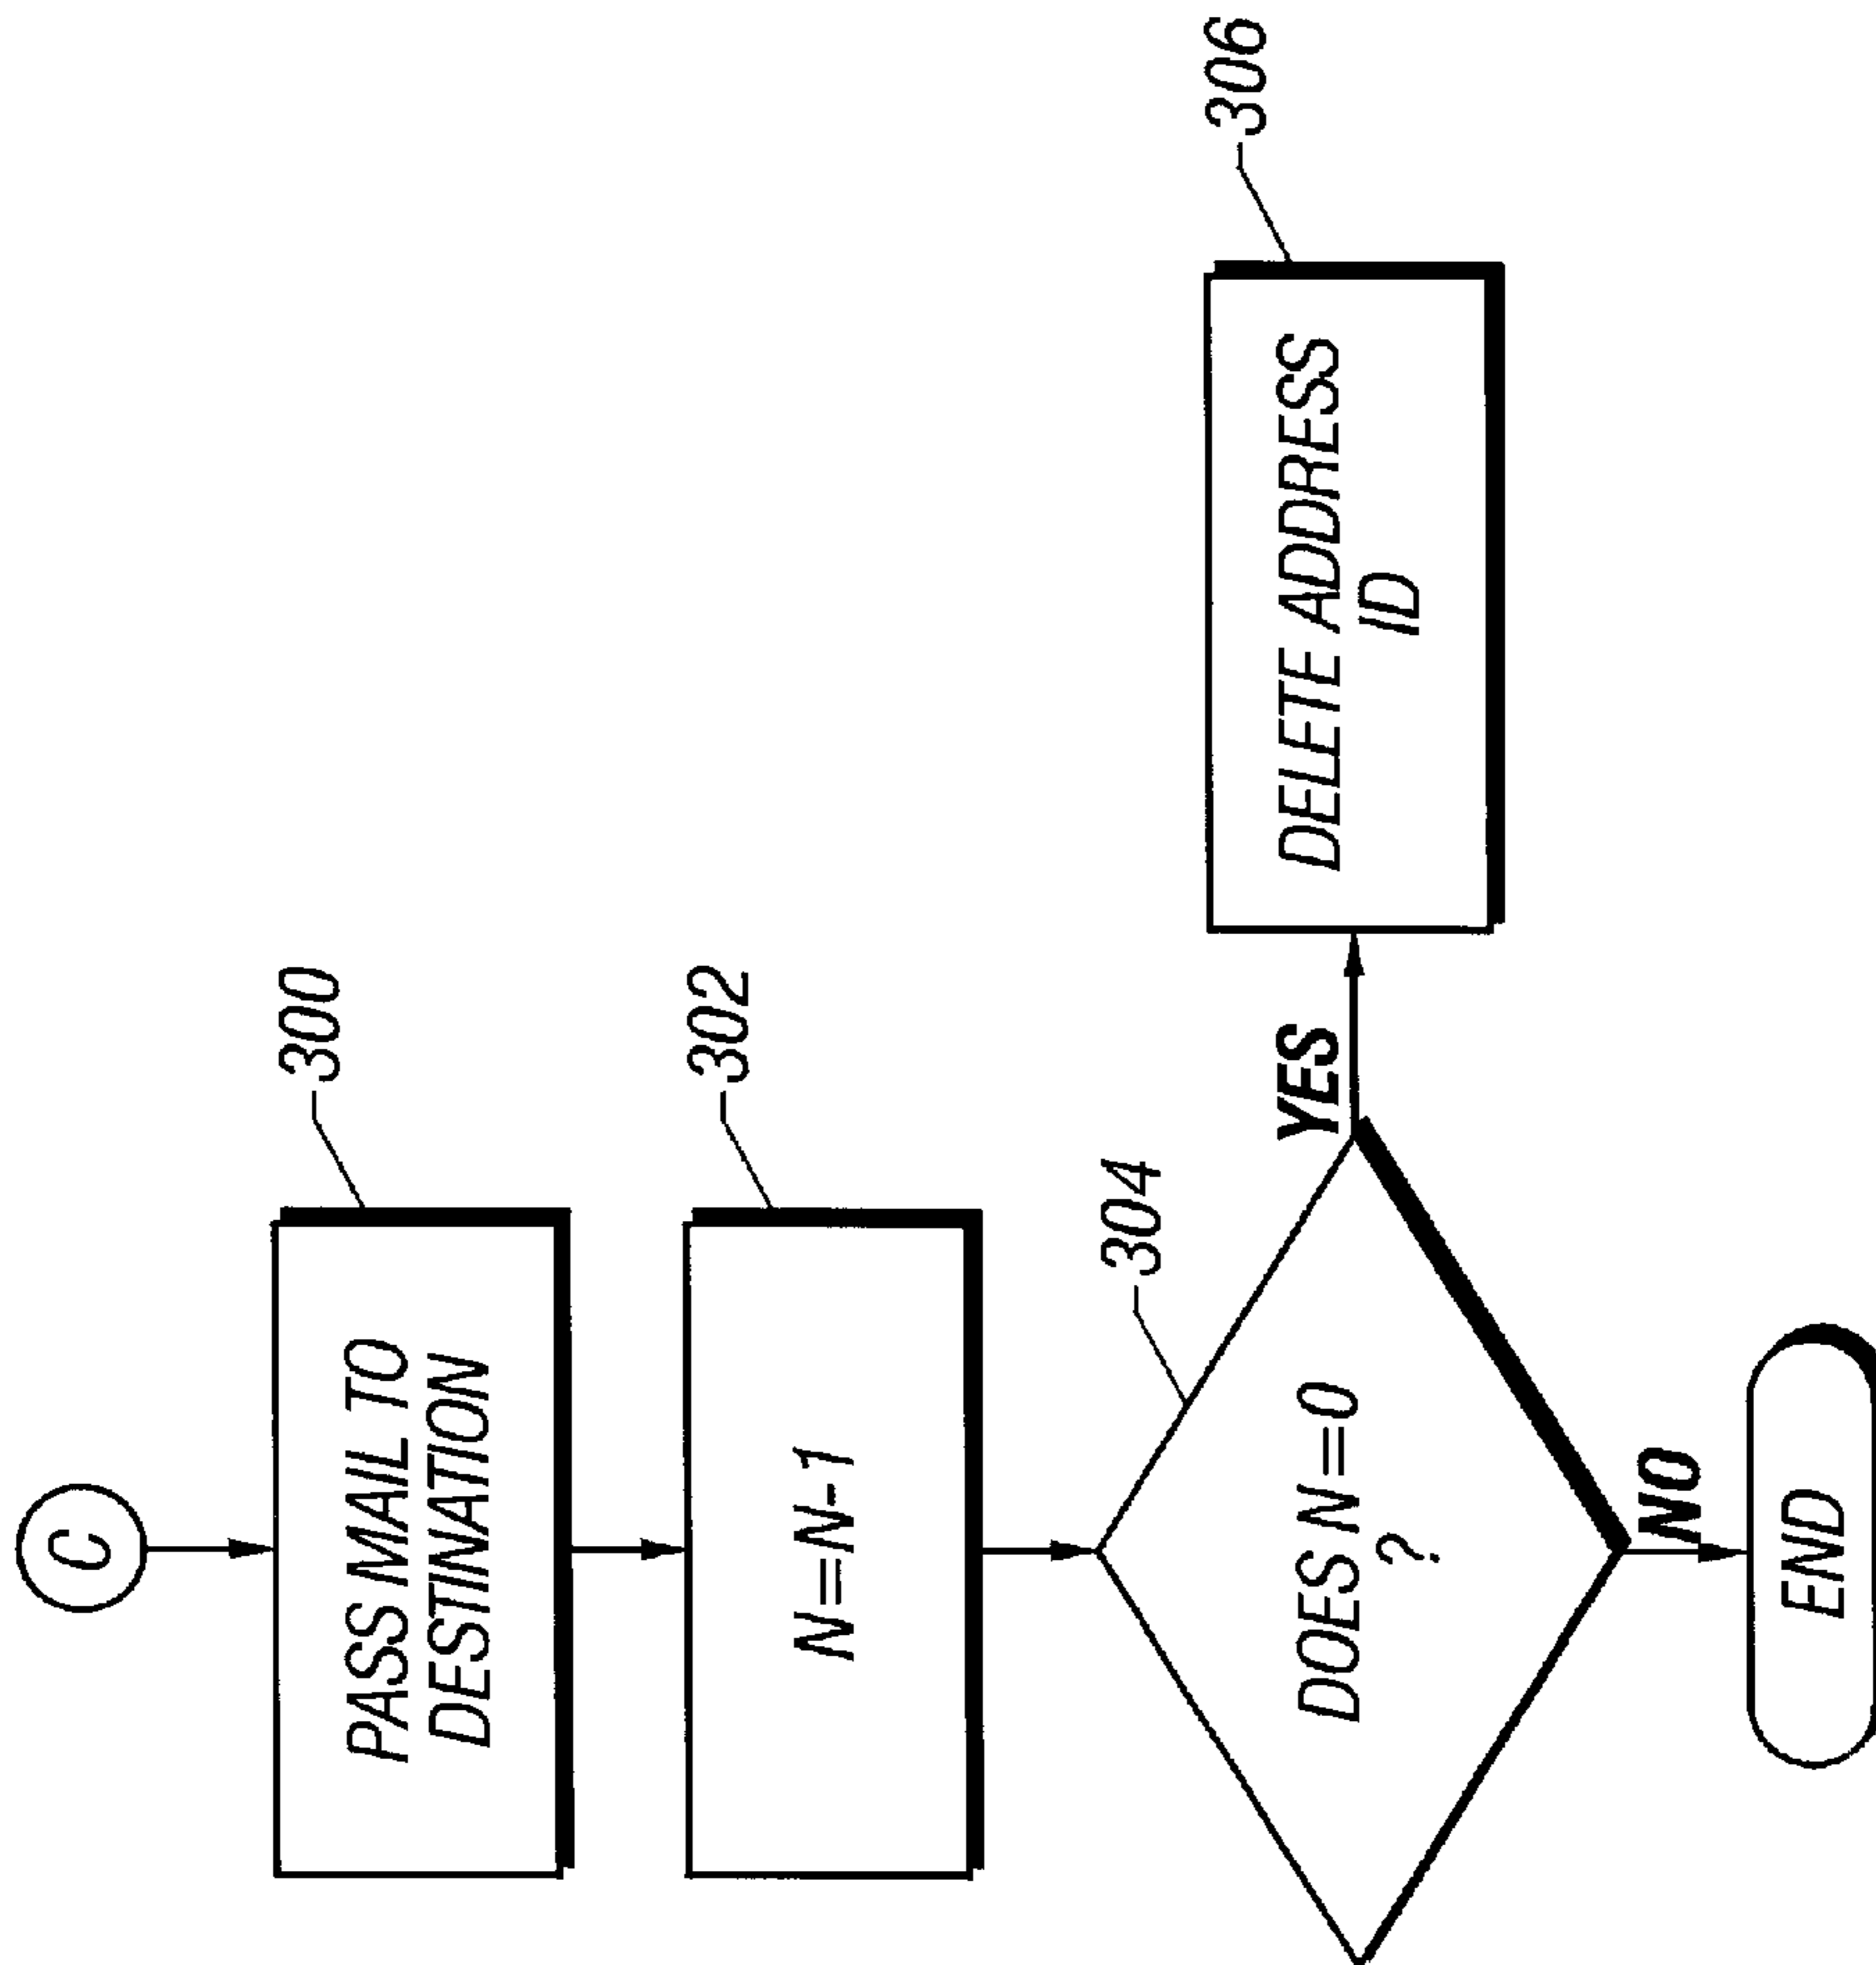 C
300
PASS MAIL TO
DESTINATION
302
N=N-1
304
DOES N=0
?
YES
306
DELETE ADDRESS
ID
NO
END